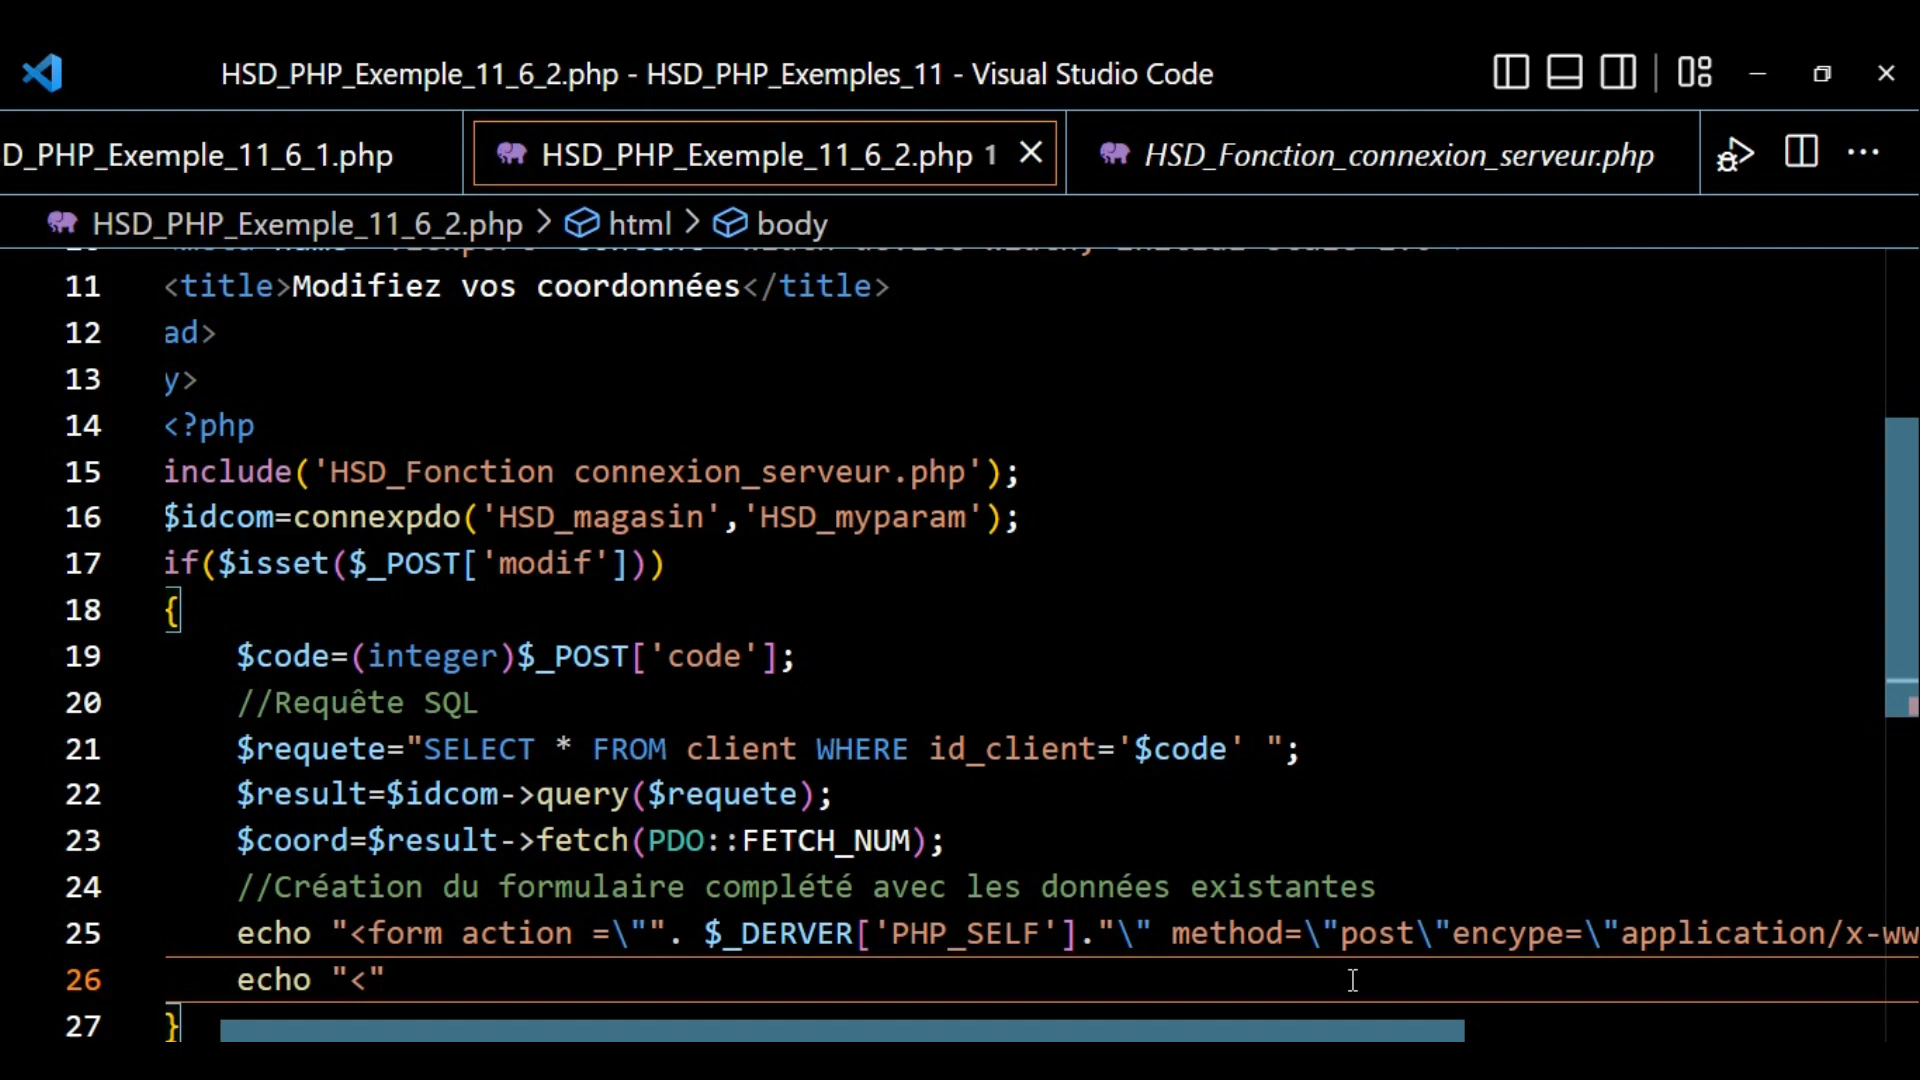 HSD_PHP_Exemple_11_6_2.php - HSD_PHP_Exemples_11 - Visual Studio Code
D_PHP_Exemple_11_6_1.php
HSD_PHP_Exemple_11_6_2.php 1
HSD_Fonction_connexion_serveur.php
HSD_PHP_Exemple_11_6_2.php > html > body
11 <title>Modifiez vos coordonnées</title>
12 ad>
13 y>
14 <?php
15 include('HSD_Fonction connexion_serveur.php');
16 $idcom=connexpdo('HSD_magasin','HSD_myparam');
17 if($isset($_POST['modif']))
18 {
19 $code=(integer)$_POST['code'];
20 //Requête SQL
21 $requete="SELECT * FROM client WHERE id_client='$code' ";
22 $result=$idcom->query($requete);
23 $coord=$result->fetch(PDO::FETCH_NUM);
24 //Création du formulaire complété avec les données existantes
25 echo "<form action =\"". $_DERVER['PHP_SELF']."\" method=\"post\"encype=\"application/x-ww
26 echo "<"
27 }